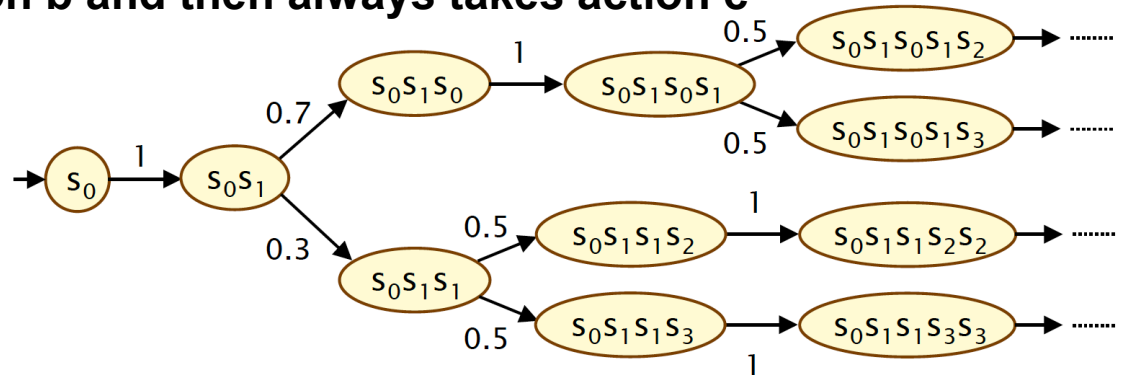 on b and then always takes action c
0.5
s₀s₁s₀s₁s₂
1
s₀s₁s₀
s₀s₁s₀s₁
0.7
0.5
s₀s₁s₀s₁s₃
1
s₀
s₀s₁
0.3
0.5
s₀s₁s₁s₂
1
s₀s₁s₁s₂s₂
s₀s₁s₁
0.5
s₀s₁s₁s₃
1
s₀s₁s₁s₃s₃